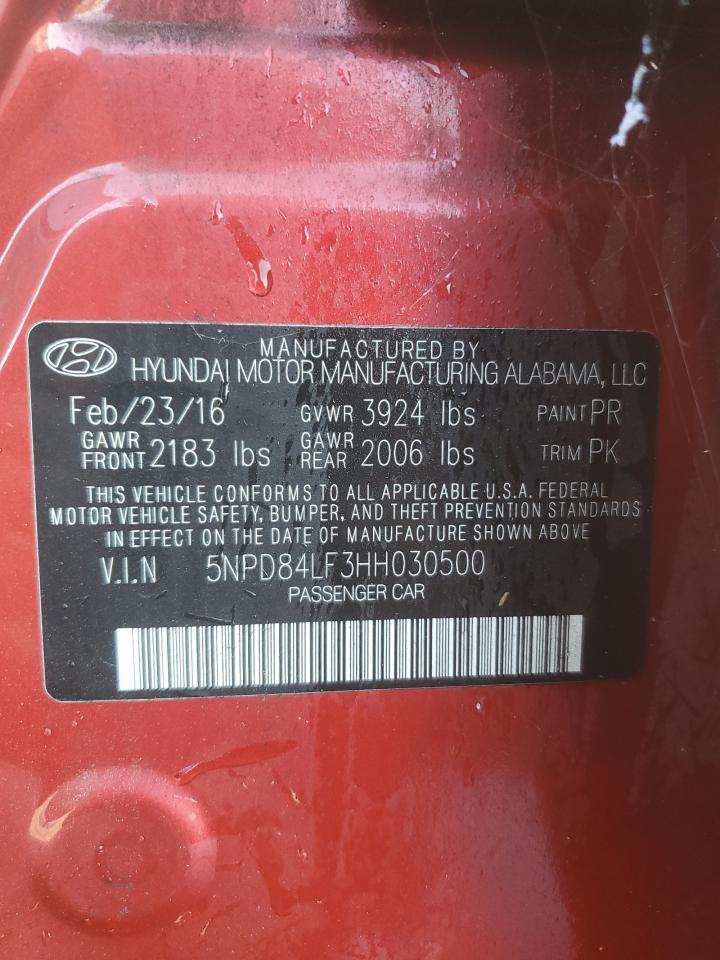 MANUFACTURED BY
HYUNDAI MOTOR MANUFACTURING ALABAMA, LLC
Feb/23/16 GVWR 3924 lbs PAINT PR
GAWR FRONT 2183 lbs GAWR REAR 2006 lbs TRIM PK
THIS VEHICLE CONFORMS TO ALL APPLICABLE U.S.A. FEDERAL
MOTOR VEHICLE SAFETY, BUMPER, AND THEFT PREVENTION STANDARDS
IN EFFECT ON THE DATE OF MANUFACTURE SHOWN ABOVE
V.I.N 5NPD84LF3HH030500
PASSENGER CAR